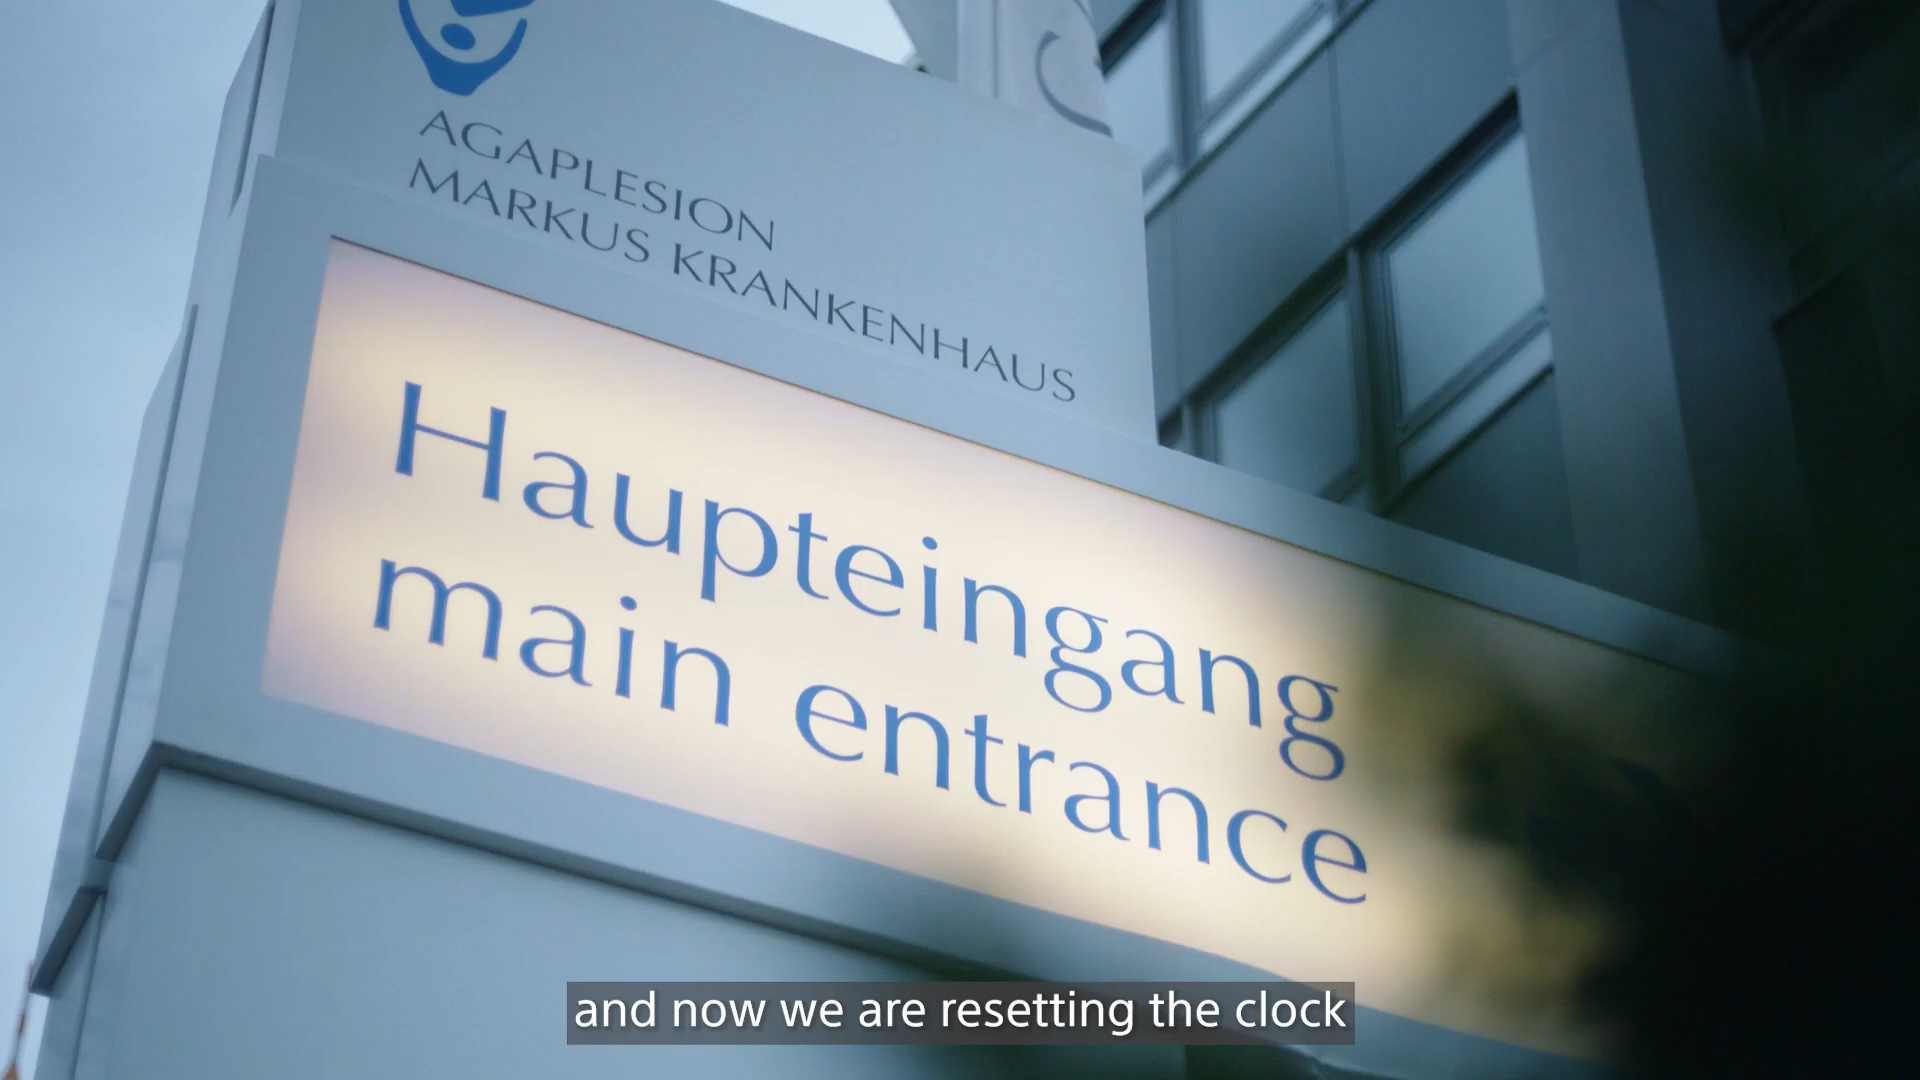 AGAPLESION
MARKUS KRANKENHAUS
Haupteingang
main entrance
and now we are resetting the clock